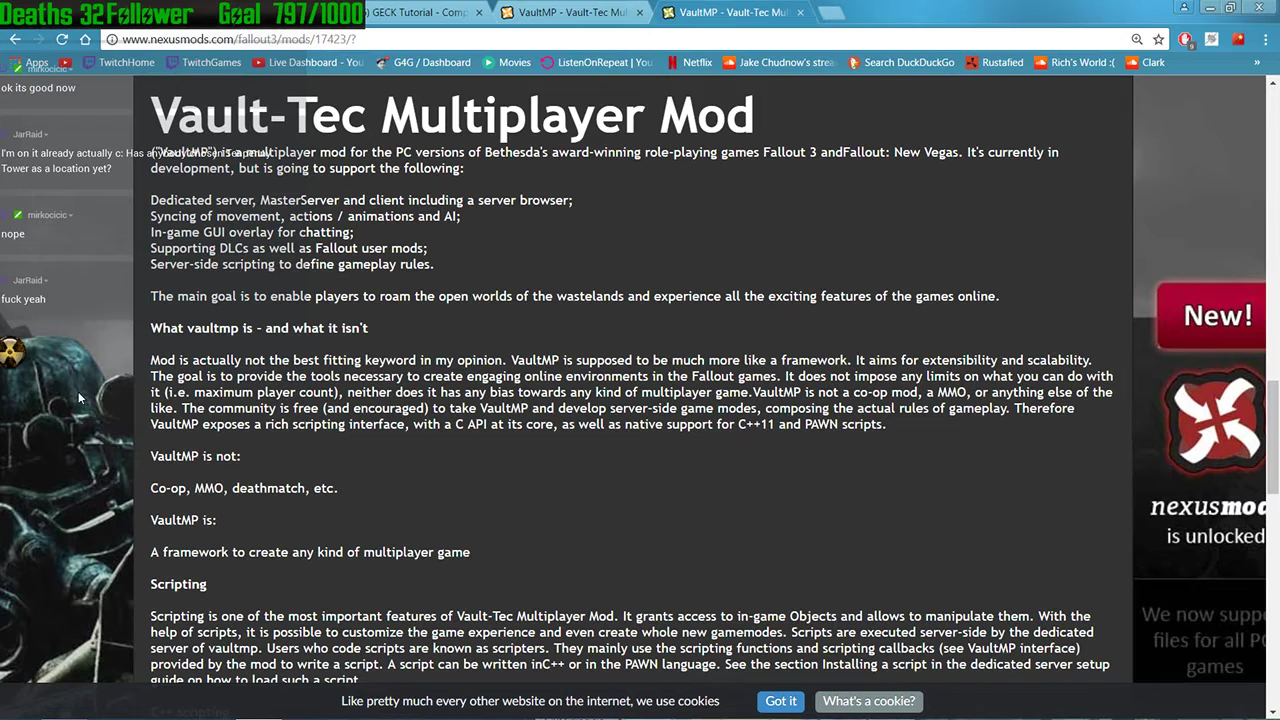 Deaths 32Follower Goal 797/1000
GECK Tutorial - Comp
VaultMP - Vault-Tec Mul
VaultMP - Vault-Tec Mul
www.nexusmods.com/fallout3/mods/17423/?
Apps
TwitchHome
TwitchGames
Live Dashboard - You
G4G / Dashboard
Movies
ListenOnRepeat | You
Netflix
Jake Chudnow's strea
Search DuckDuckGo
Rustafied
Rich's World :(
Clark
»
mirkocicic
ok its good now
JarRaid
I'm on it already actually c: Has
Tower as a location yet?
mirkocicic
nope
JarRaid
fuck yeah
Vault-Tec Multiplayer Mod
("VaultMP") is a multiplayer mod for the PC versions of Bethesda's award-winning role-playing games Fallout 3 andFallout: New Vegas. It's currently in
development, but is going to support the following:
Dedicated server, MasterServer and client including a server browser;
Syncing of movement, actions / animations and AI;
In-game GUI overlay for chatting;
Supporting DLCs as well as Fallout user mods;
Server-side scripting to define gameplay rules.
The main goal is to enable players to roam the open worlds of the wastelands and experience all the exciting features of the games online.
What vaultmp is - and what it isn't
Mod is actually not the best fitting keyword in my opinion. VaultMP is supposed to be much more like a framework. It aims for extensibility and scalability.
The goal is to provide the tools necessary to create engaging online environments in the Fallout games. It does not impose any limits on what you can do with
it (i.e. maximum player count), neither does it has any bias towards any kind of multiplayer game.VaultMP is not a co-op mod, a MMO, or anything else of the
like. The community is free (and encouraged) to take VaultMP and develop server-side game modes, composing the actual rules of gameplay. Therefore
VaultMP exposes a rich scripting interface, with a C API at its core, as well as native support for C++11 and PAWN scripts.
VaultMP is not:
Co-op, MMO, deathmatch, etc.
VaultMP is:
A framework to create any kind of multiplayer game
Scripting
Scripting is one of the most important features of Vault-Tec Multiplayer Mod. It grants access to in-game Objects and allows to manipulate them. With the
help of scripts, it is possible to customize the game experience and even create whole new gamemodes. Scripts are executed server-side by the dedicated
server of vaultmp. Users who code scripts are known as scripters. They mainly use the scripting functions and scripting callbacks (see VaultMP interface)
provided by the mod to write a script. A script can be written inC++ or in the PAWN language. See the section Installing a script in the dedicated server setup
guide on how to load such a script.
C++ scripting
New!
nexusmod
is unlocked
We now supp
files for all PC
games
Like pretty much every other website on the internet, we use cookies
Got it
What's a cookie?